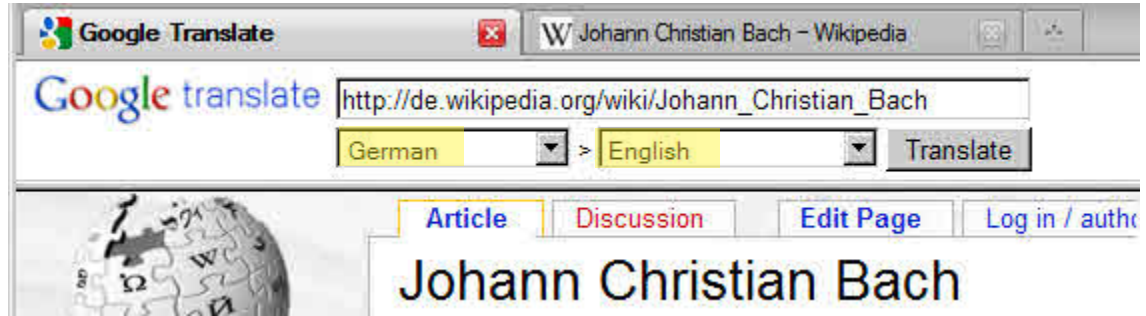 Google Translate
Johann Christian Bach – Wikipedia
Google translate
http://de.wikipedia.org/wiki/Johann_Christian_Bach
German > English Translate
Article Discussion Edit Page Log in /
Johann Christian Bach